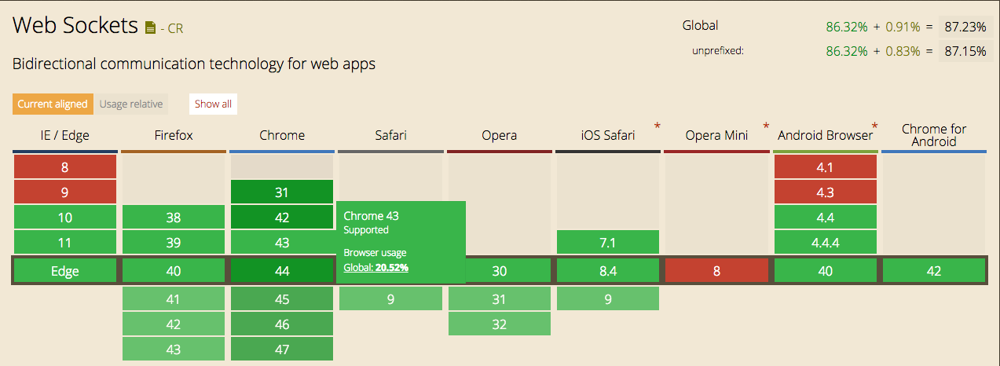 Web Sockets - CR
Global 86.32% + 0.91% = 87.23%
unprefixed: 86.32% + 0.83% = 87.15%
Bidirectional communication technology for web apps
Current aligned Usage relative Show all
IE / Edge Firefox Chrome Safari Opera iOS Safari * Opera Mini * Android Browser * Chrome for Android
8 4.1
9 31 4.3
10 38 42 4.4
11 39 43 7.1 4.4.4
Chrome 43
Supported
Browser usage
Global: 20.52%
Edge 40 44 30 8.4 8 40 42
41 45 9 31 9
42 46 32
43 47